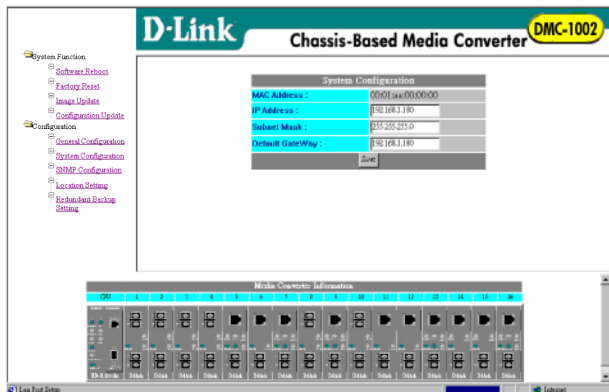 D-Link
Chassis-Based Media Converter
DMC-1002
System Function
Software Reboot
Factory Reset
Image Update
Configuration Update
Configuration
General Configuration
System Configuration
SNMP Configuration
Location Setting
Redundant Backup
Setting
System Configuration
MAC Address :
IP Address : 192.168.1.180
Subnet Mask : 255.255.255.0
Default GateWay : 192.168.1.180
Save
Media Converter Information
CPU 1 2 3 4 5 6 7 8 9 10 11 12 13 14 15 16
Internet